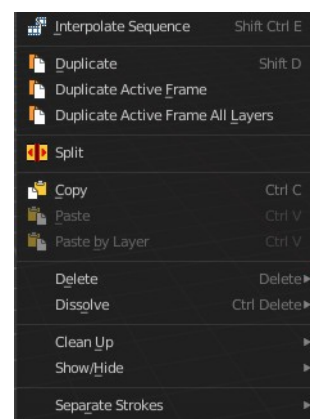 Interpolate Sequence Shift Ctrl E
Duplicate Shift D
Duplicate Active Frame
Duplicate Active Frame All Layers
Split
Copy Ctrl C
Paste Ctrl V
Paste by Layer Ctrl V
Delete Delete
Dissolve Ctrl Delete
Clean Up
Show/Hide
Separate Strokes